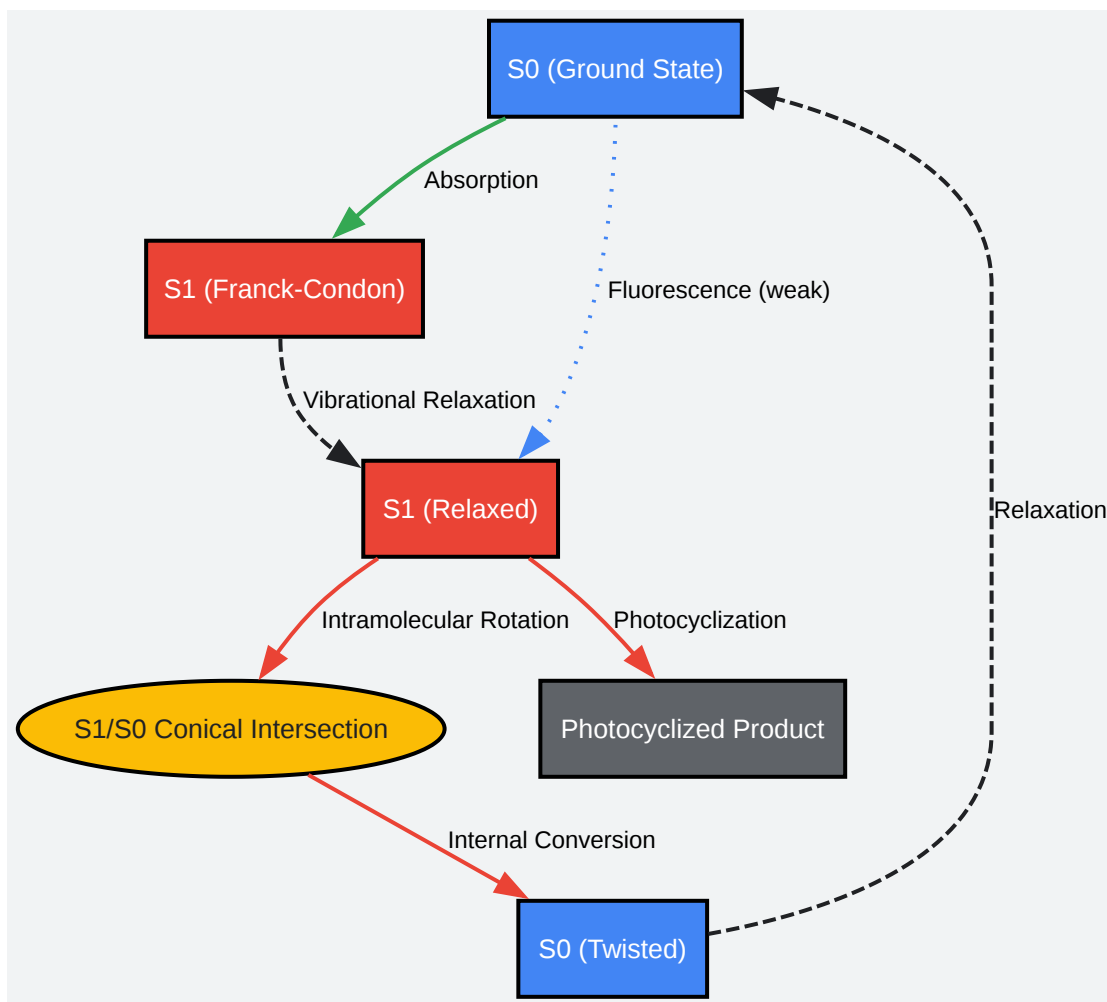 S0 (Ground State)
Absorption
S1 (Franck-Condon)
Fluorescence (weak)
Vibrational Relaxation
S1 (Relaxed)
Relaxation
Intramolecular Rotation
Photocyclization
S1/S0 Conical Intersection
Photocyclized Product
Internal Conversion
S0 (Twisted)